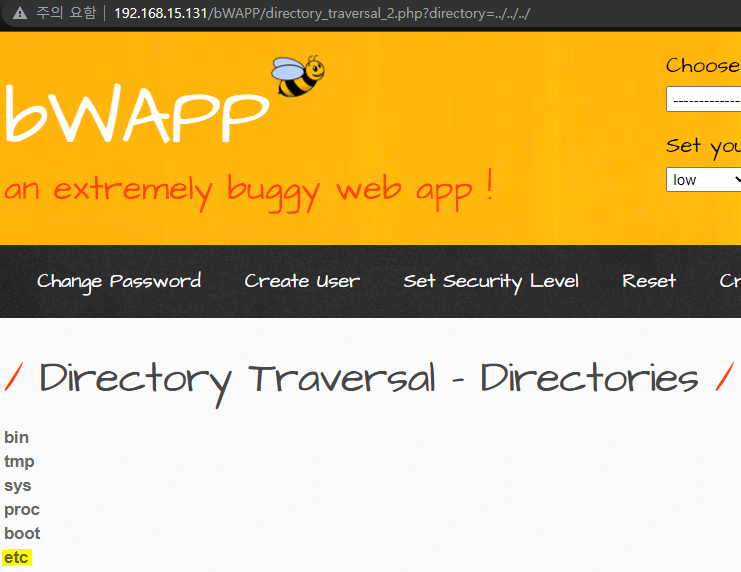 주의 요함 192.168.15.131/bWAPP/directory_traversal_2.php?directory=../../../
bWAPP
an extremely buggy web app !
Choose
--------------
Set you
low
Change Password Create User Set Security Level Reset Cr
/ Directory Traversal - Directories /
bin
tmp
sys
proc
boot
etc